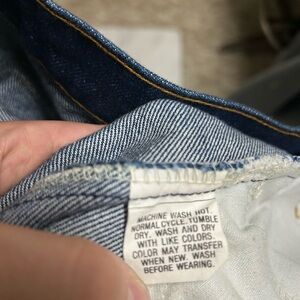 MACHINE WASH HOT,
NORMAL CYCLE. TUMBLE
DRY. WASH AND DRY
WITH LIKE COLORS.
COLOR MAY TRANSFER
WHEN NEW. WASH
BEFORE WEARING.